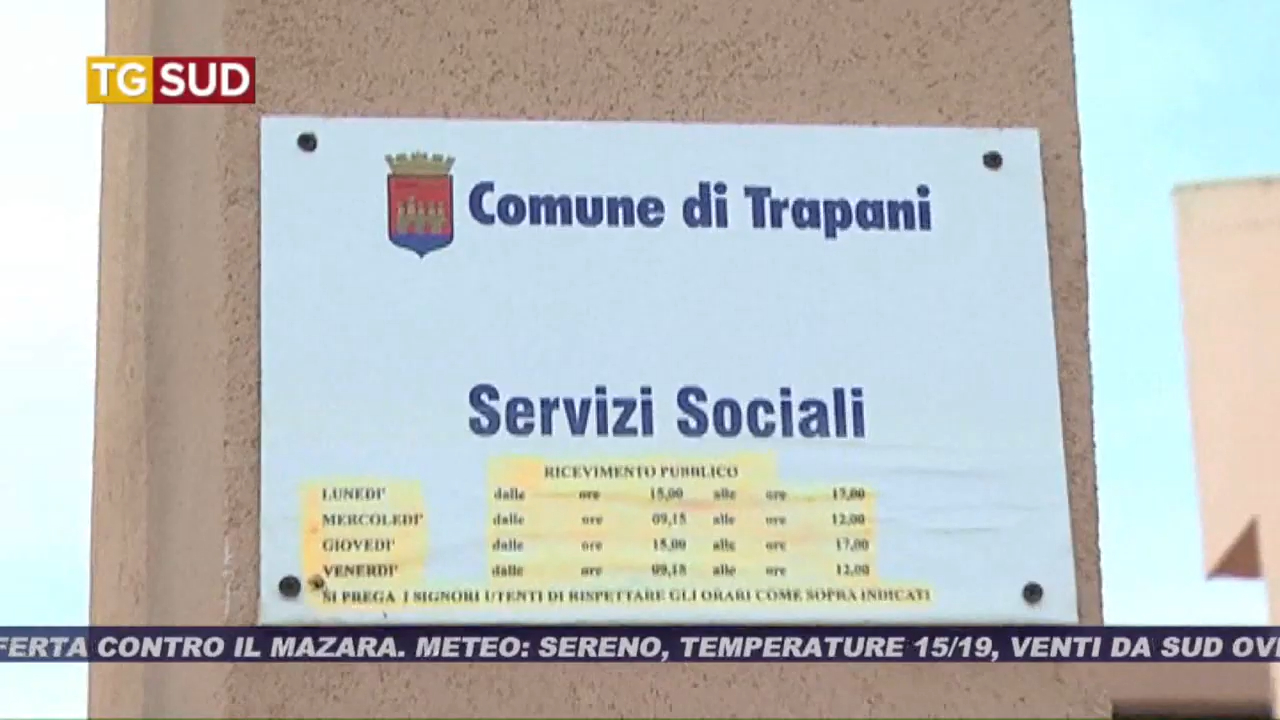 TG SUD
Comune di Trapani
Servizi Sociali
RICEVIMENTO PUBBLICO
LUNEDI' dalle ore 15,00 alle ore 17,00
MERCOLEDI' dalle ore 09,15 alle ore 12,00
GIOVEDI' dalle ore 15,00 alle ore 17,00
VENERDI' dalle ore 09,15 alle ore 12,00
SI PREGA I SIGNORI UTENTI DI RISPETTARE GLI ORARI COME SOPRA INDICATI
FERTA CONTRO IL MAZARA. METEO: SERENO, TEMPERATURE 15/19, VENTI DA SUD OV